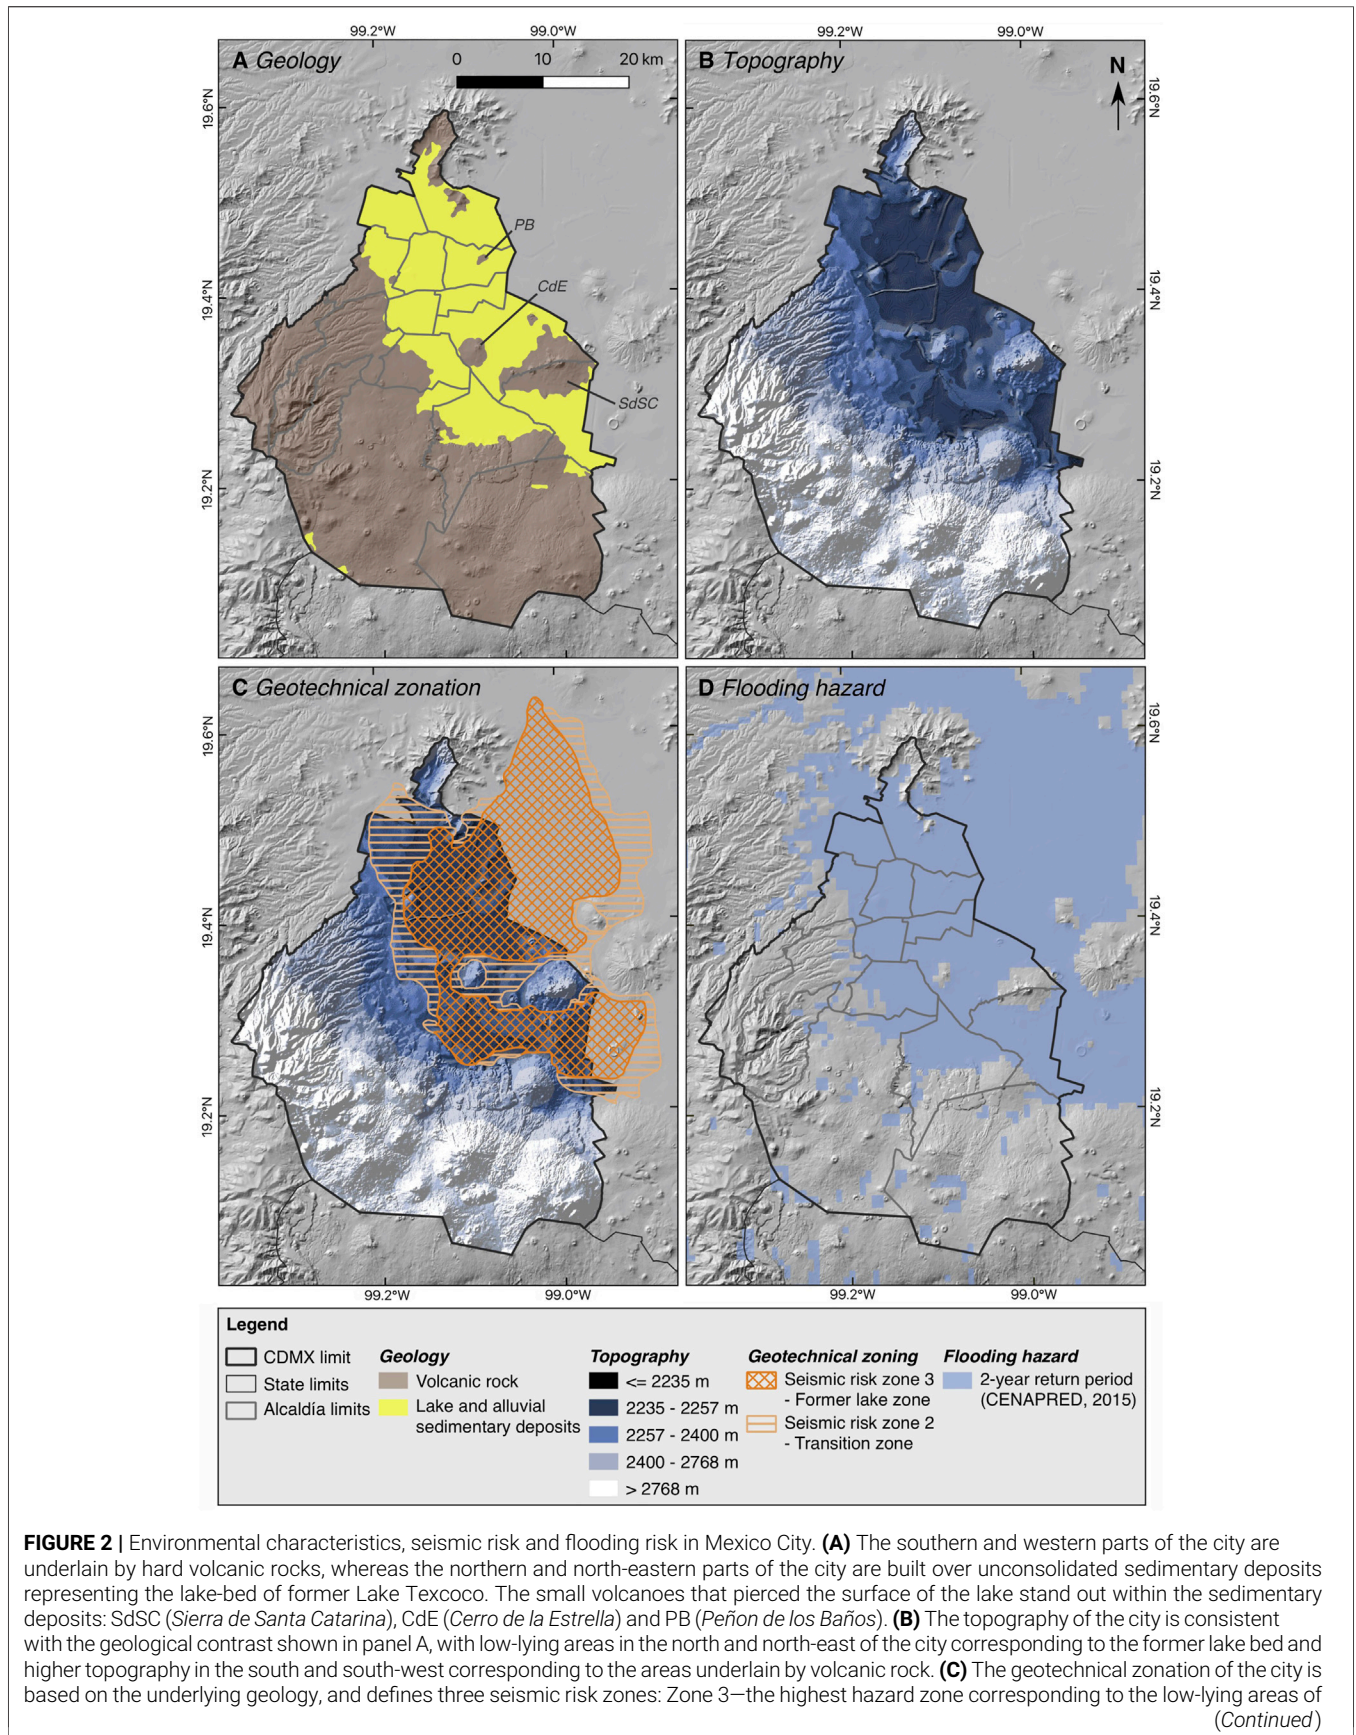 99.2°W
99.0°W
99.2°W
99.0°W
A Geology
0 10 20 km
B Topography
N
19.6°N
19.6°N
PB
CdE
19.4°N
19.4°N
SdSC
19.2°N
19.2°N
C Geotechnical zonation
D Flooding hazard
19.6°N
19.6°N
19.4°N
19.4°N
19.2°N
19.2°N
99.2°W
99.0°W
99.2°W
99.0°W
Legend
CDMX limit
State limits
Alcaldía limits
Geology
Volcanic rock
Lake and alluvial
sedimentary deposits
Topography
<= 2235 m
2235 - 2257 m
2257 - 2400 m
2400 - 2768 m
> 2768 m
Geotechnical zoning
Seismic risk zone 3
- Former lake zone
Seismic risk zone 2
- Transition zone
Flooding hazard
2-year return period
(CENAPRED, 2015)
FIGURE 2 | Environmental characteristics, seismic risk and flooding risk in Mexico City. (A) The southern and western parts of the city are
underlain by hard volcanic rocks, whereas the northern and north-eastern parts of the city are built over unconsolidated sedimentary deposits
representing the lake-bed of former Lake Texcoco. The small volcanoes that pierced the surface of the lake stand out within the sedimentary
deposits: SdSC (Sierra de Santa Catarina), CdE (Cerro de la Estrella) and PB (Peñon de los Baños). (B) The topography of the city is consistent
with the geological contrast shown in panel A, with low-lying areas in the north and north-east of the city corresponding to the former lake bed and
higher topography in the south and south-west corresponding to the areas underlain by volcanic rock. (C) The geotechnical zonation of the city is
based on the underlying geology, and defines three seismic risk zones: Zone 3—the highest hazard zone corresponding to the low-lying areas of
(Continued)